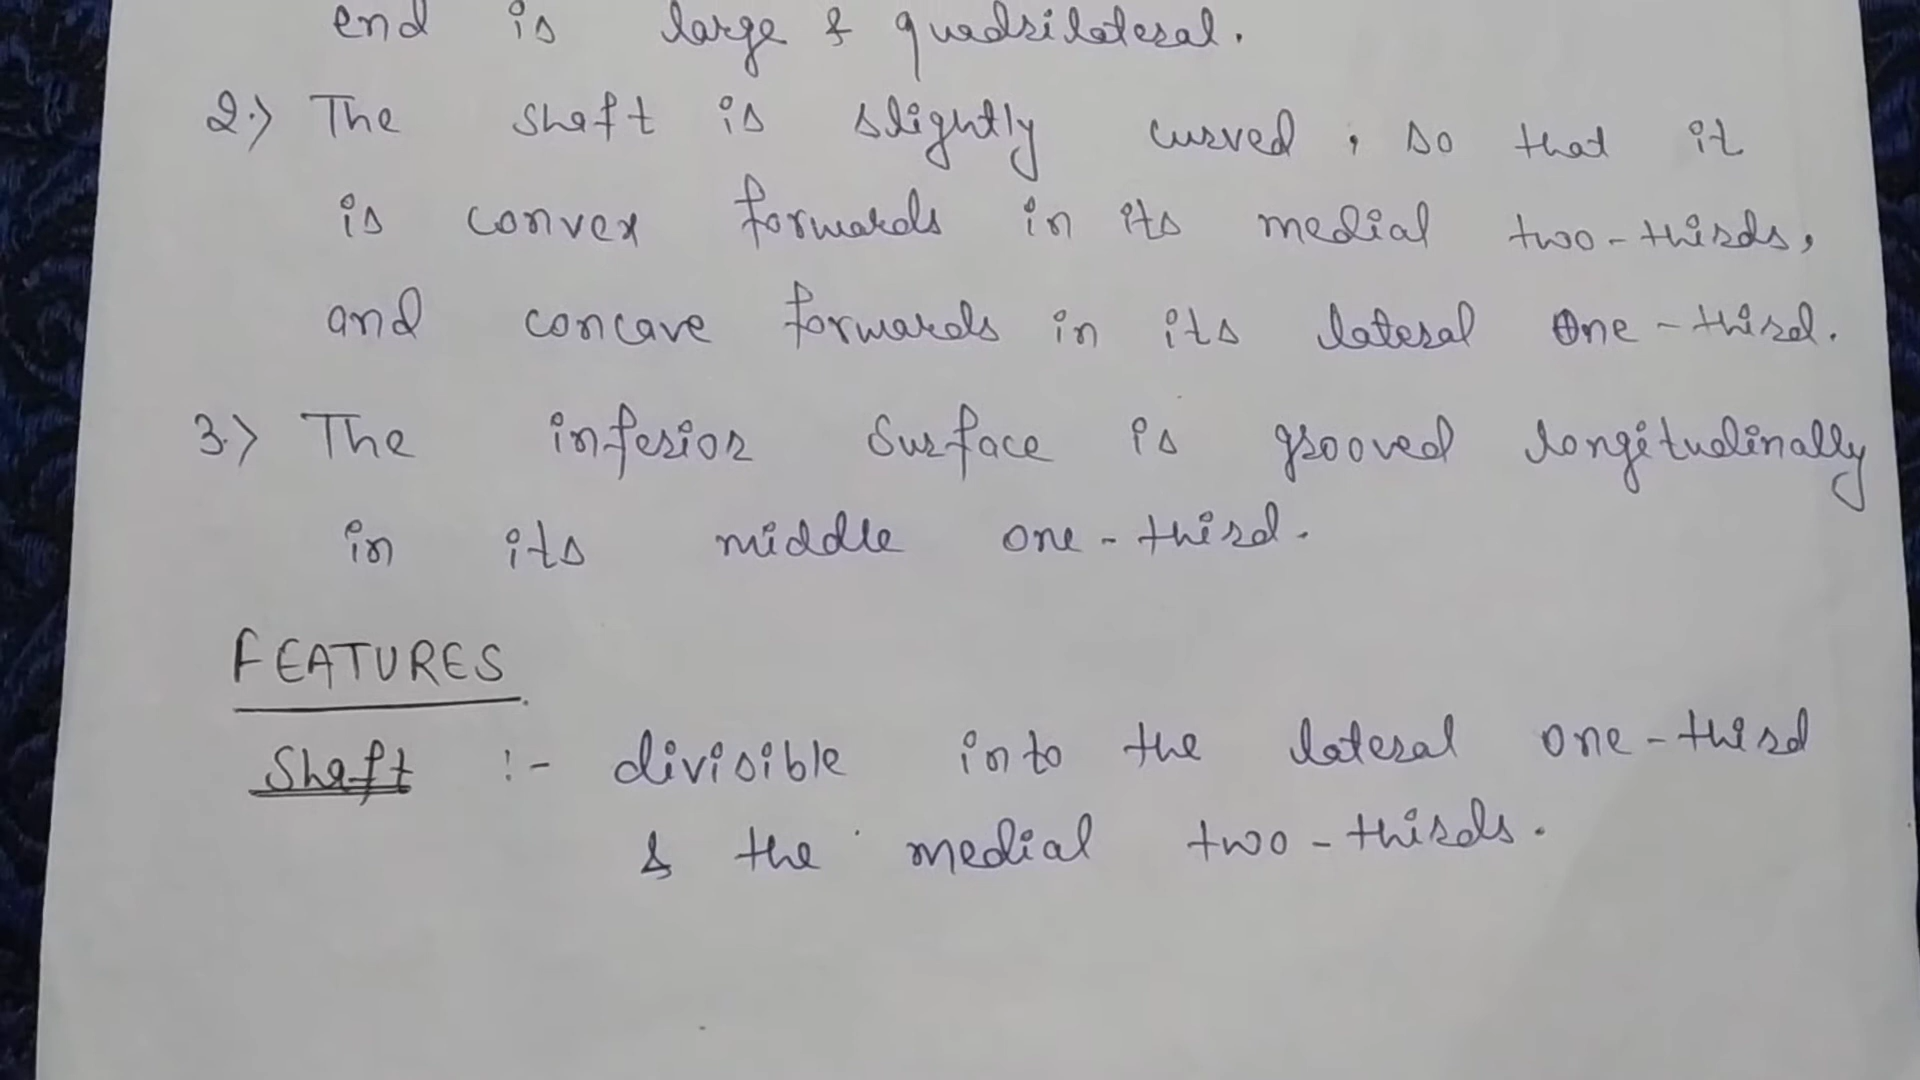 end is large & quadrilateral.
2.) The shaft is slightly curved, so that it
is convex forwards in its medial two-thirds,
and concave forwards in its lateral one-third.
3.) The inferior surface is grooved longitudinally
in its middle one-third.
FEATURES
Shaft :- divisible into the lateral one-third
& the medial two-thirds.